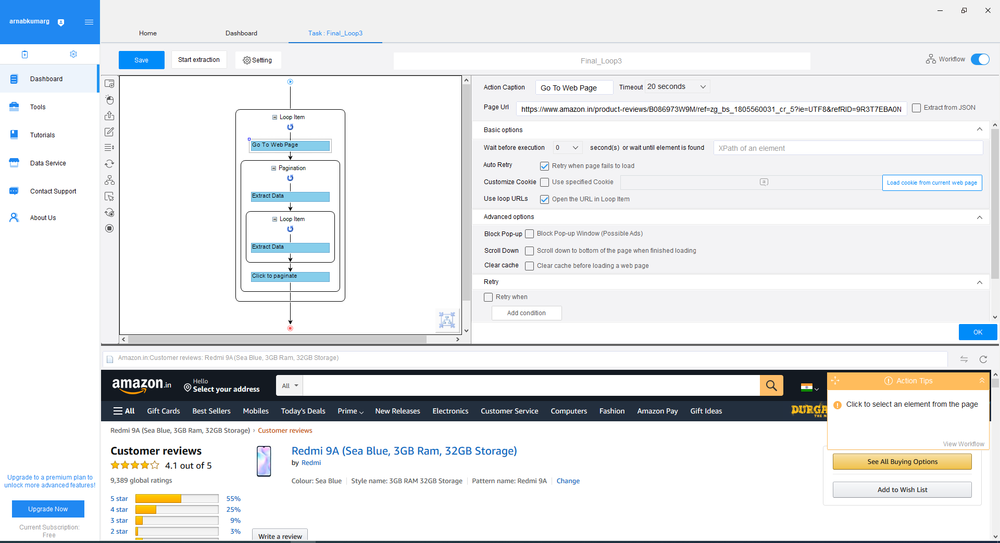 arnabkumarg
Home
Dashboard
Task : Final_Loop3
Save
Start extraction
Setting
Final_Loop3
Workflow
Dashboard
Tools
Tutorials
Data Service
Contact Support
About Us
Upgrade to a premium plan to
unlock more advanced features!
Upgrade Now
Current Subscription:
Free
Loop Item
Go To Web Page
Pagination
Extract Data
Loop Item
Extract Data
Click to paginate
Action Caption
Go To Web Page
Timeout
20 seconds
Page Url
https://www.amazon.in/product-reviews/B086973W9M/ref=zg_bs_1805560031_cr_5?ie=UTF8&refRID=9R3T7EBA0N
Extract from JSON
Basic options
Wait before execution
0
second(s) or wait until element is found
XPath of an element
Auto Retry
Retry when page fails to load
Customize Cookie
Use specified Cookie
a
Load cookie from current web page
Use loop URLs
Open the URL in Loop Item
Advanced options
Block Pop-up
Block Pop-up Window (Possible Ads)
Scroll Down
Scroll down to bottom of the page when finished loading
Clear cache
Clear cache before loading a web page
Retry
Retry when
Add condition
OK
Amazon.in:Customer reviews: Redmi 9A (Sea Blue, 3GB Ram, 32GB Storage)
amazon.in
Hello
Select your address
All
Action Tips
Click to select an element from the page
View Workflow
All
Gift Cards
Best Sellers
Mobiles
Today's Deals
Prime
New Releases
Electronics
Customer Service
Computers
Fashion
Amazon Pay
Gift Ideas
DURGA
THE M
Redmi 9A (Sea Blue, 3GB Ram, 32GB Storage) › Customer reviews
Customer reviews
4.1 out of 5
9,389 global ratings
5 star 55%
4 star 25%
3 star 9%
2 star 3%
Redmi 9A (Sea Blue, 3GB Ram, 32GB Storage)
by Redmi
Colour: Sea Blue | Style name: 3GB RAM 32GB Storage | Pattern name: Redmi 9A | Change
Write a review
See All Buying Options
Add to Wish List